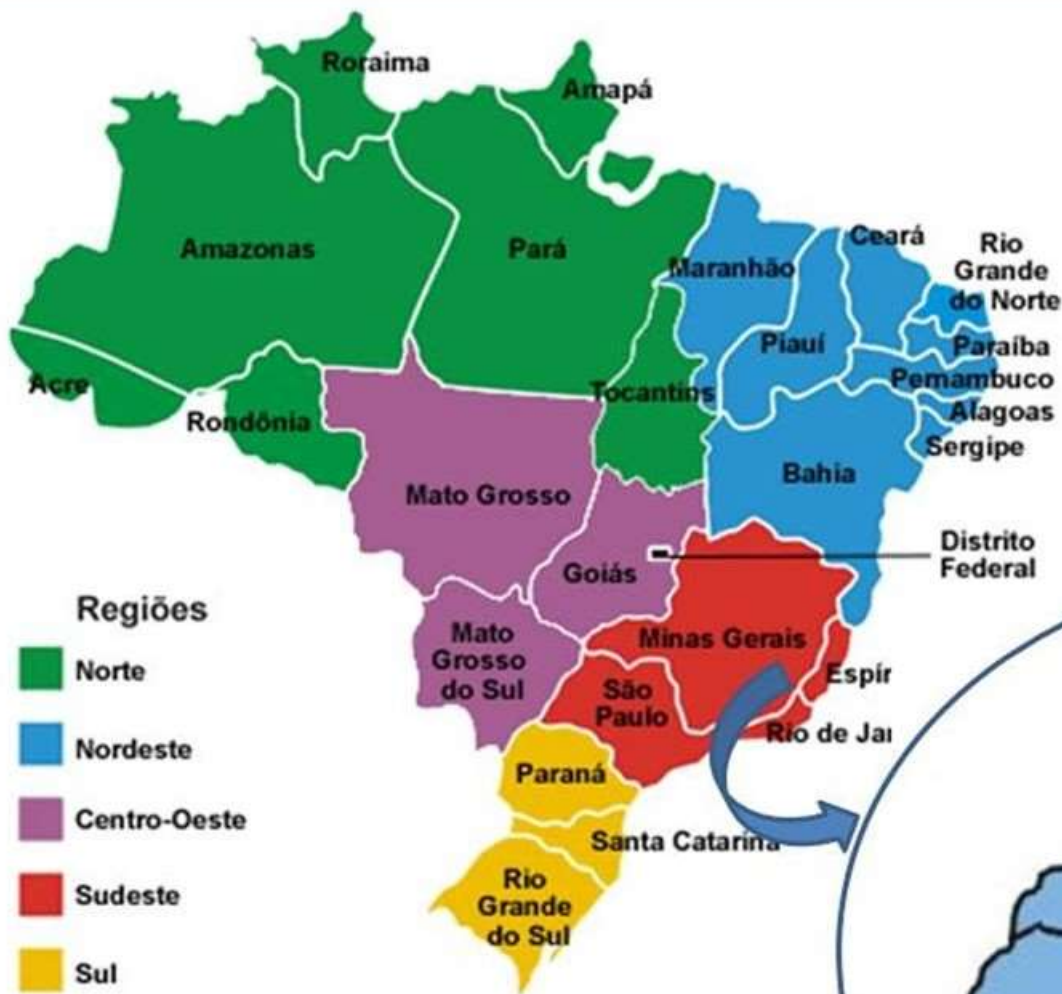 Roraima
Amapá
Amazonas
Pará
Maranhão
Ceará
Rio
Grande
do Norte
Piauí
Paraíba
Acre
Rondônia
Tocantins
Pernambuco
Alagoas
Sergipe
Bahia
Mato Grosso
Goiás
Distrito
Federal
Mato
Grosso
do Sul
Minas Gerais
São
Paulo
Espír
Rio de Jai
Paraná
Santa Catarina
Rio
Grande
do Sul
Regiões
Norte
Nordeste
Centro-Oeste
Sudeste
Sul